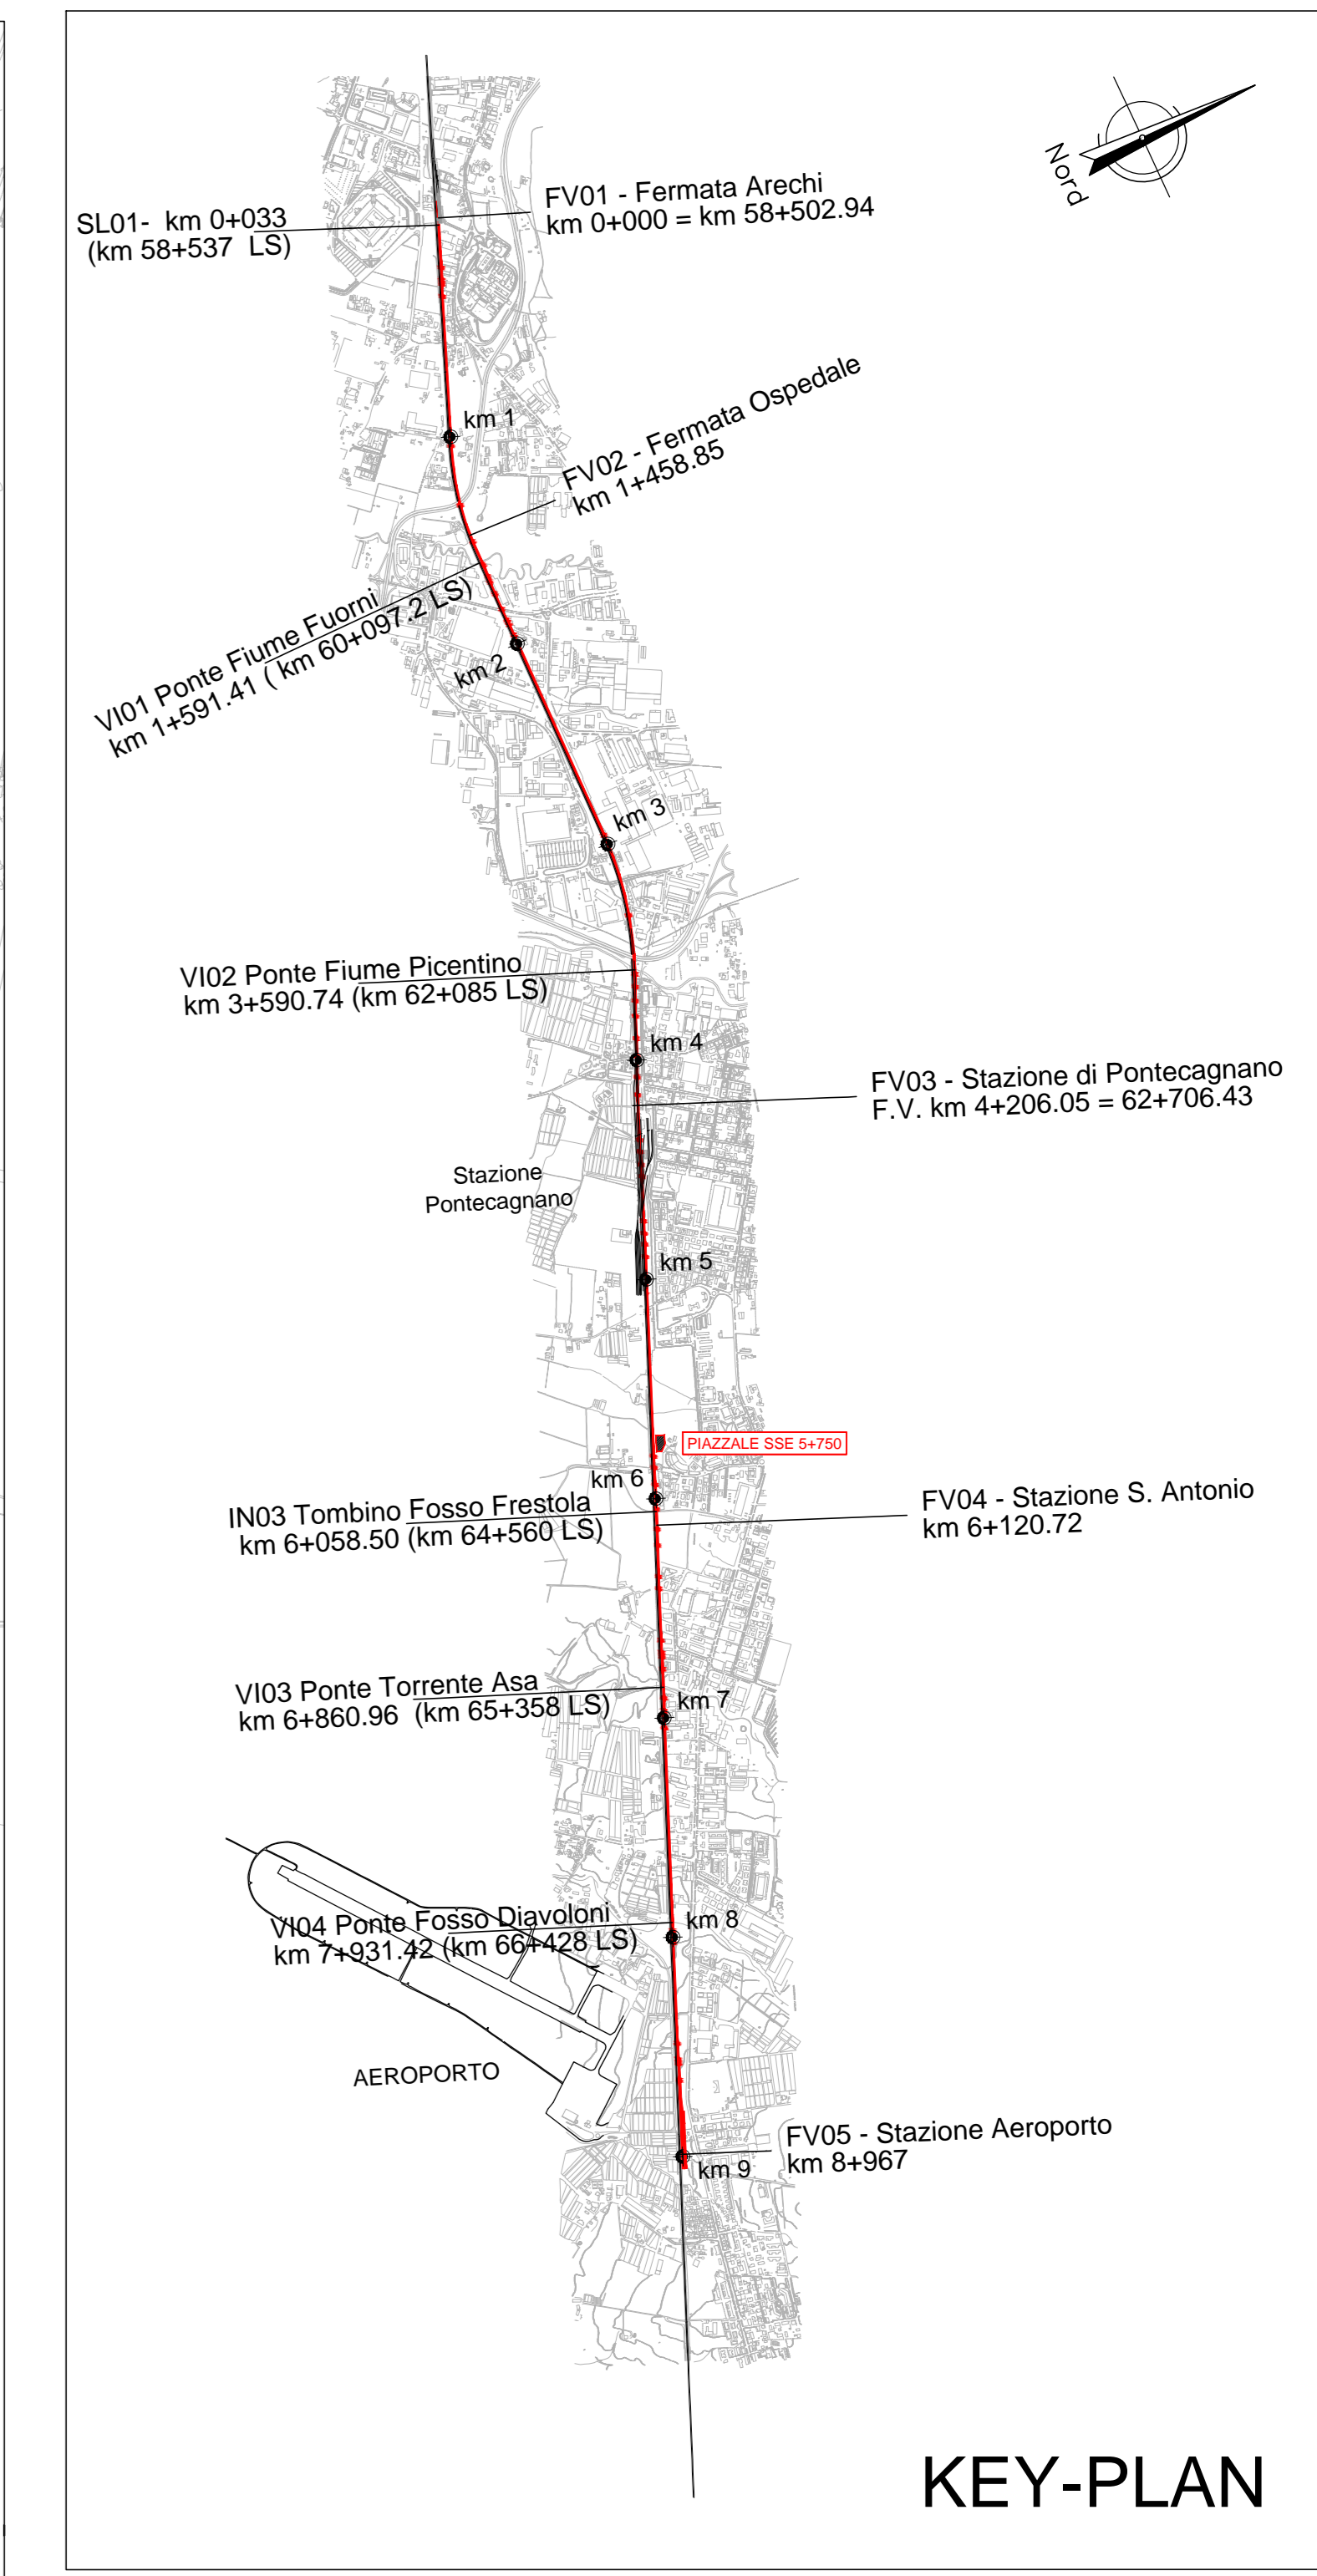 Nord
FV01 - Fermata Arechi
km 0+000 = km 58+502.94
SL01- km 0+033
(km 58+537 LS)
km 1
FV02 - Fermata Ospedale
km 1+458.85
VI01 Ponte Fiume Fuorni
km 1+591.41 ( km 60+097.2 LS)
km 2
km 3
VI02 Ponte Fiume Picentino
km 3+590.74 (km 62+085 LS)
km 4
FV03 - Stazione di Pontecagnano
F.V. km 4+206.05 = 62+706.43
Stazione
Pontecagnano
km 5
PIAZZALE SSE 5+750
km 6
IN03 Tombino Fosso Frestola
km 6+058.50 (km 64+560 LS)
FV04 - Stazione S. Antonio
km 6+120.72
VI03 Ponte Torrente Asa
km 6+860.96 (km 65+358 LS)
km 7
VI04 Ponte Fosso Diavoloni
km 7+931.42 (km 66+428 LS)
km 8
AEROPORTO
FV05 - Stazione Aeroporto
km 8+967
km 9
KEY-PLAN